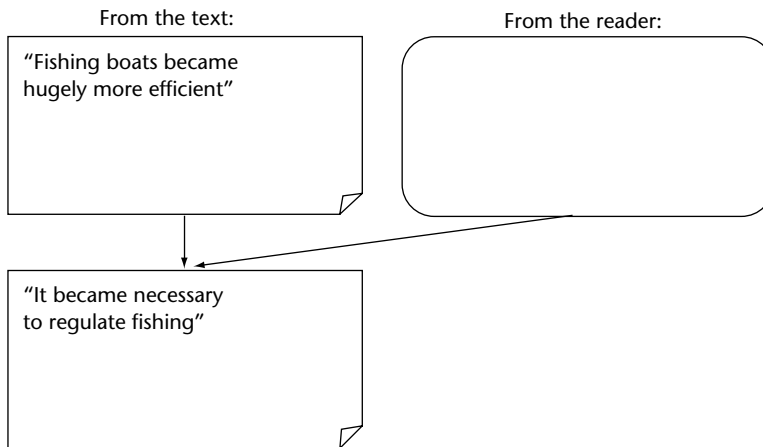 From the text:
From the reader:
“Fishing boats became
hugely more efficient”
“It became necessary
to regulate fishing”